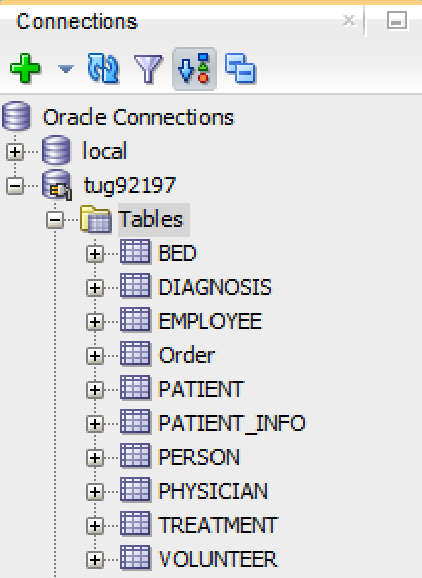 Connections
Oracle Connections
local
tug92197
Tables
BED
DIAGNOSIS
EMPLOYEE
Order
PATIENT
PATIENT_INFO
PERSON
PHYSICIAN
TREATMENT
VOLUNTEER